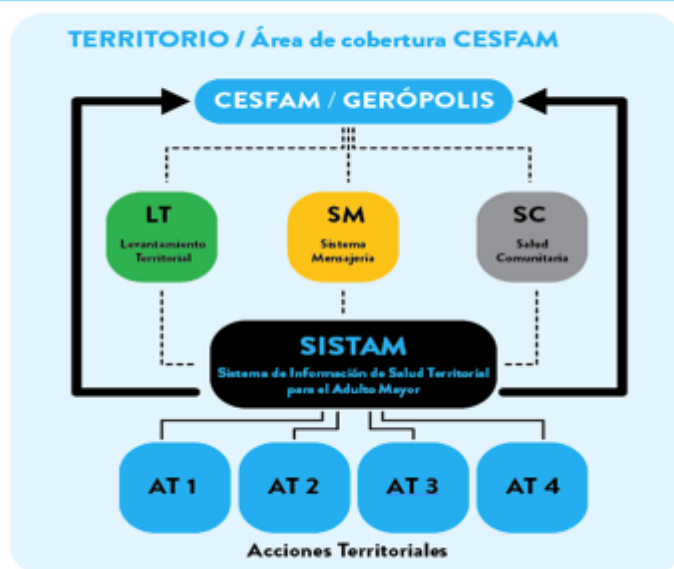 TERRITORIO / Área de cobertura CESFAM
CESFAM / GERÓPOLIS
LT
Levantamiento
Territorial
SM
Sistema
Mensajería
SC
Salud
Comunitaria
SISTAM
Sistema de Información de Salud Territorial
para el Adulto Mayor
AT 1
AT 2
AT 3
AT 4
Acciones Territoriales